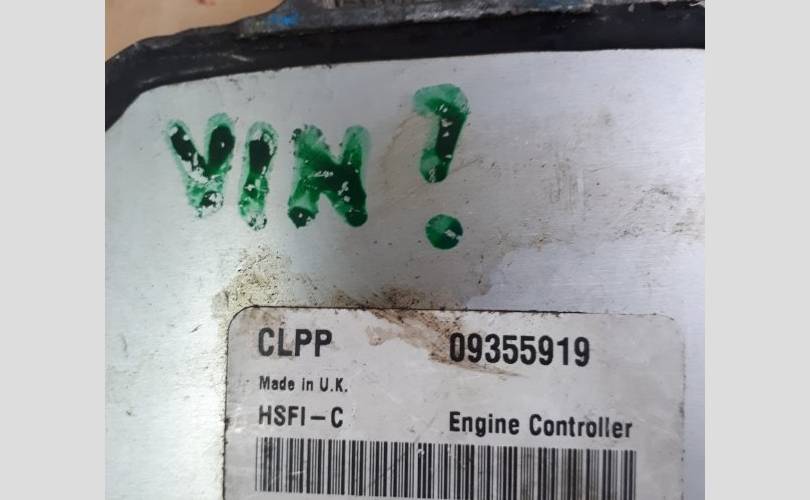 VIN?
CLPP 09355919
Made in U.K.
HSFI-C Engine Controller